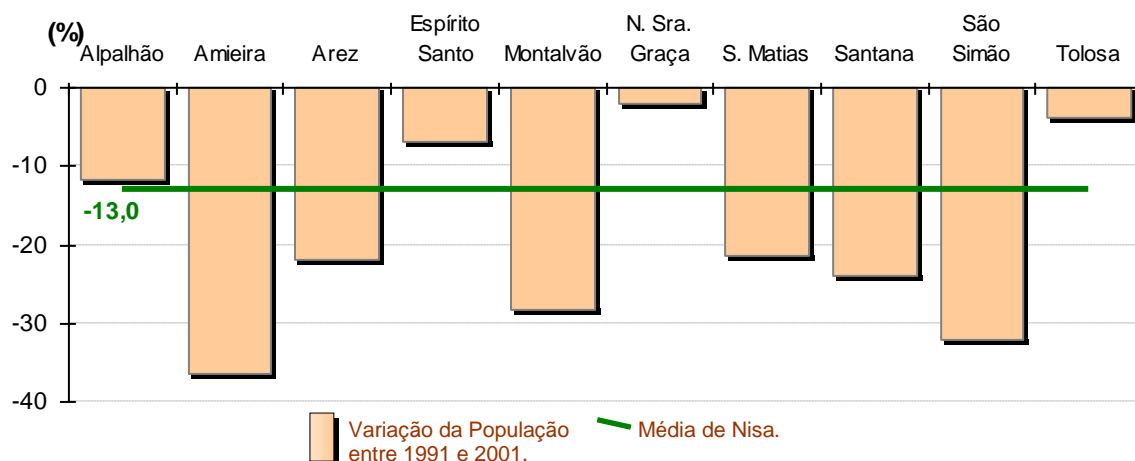 (%)
Alpalhão
Amieira
Arez
Espírito
Santo
Montalvão
N. Sra.
Graça
S. Matias
Santana
São
Simão
Tolosa
0
-10
-13,0
-20
-30
-40
Variação da População
entre 1991 e 2001.
Média de Nisa.